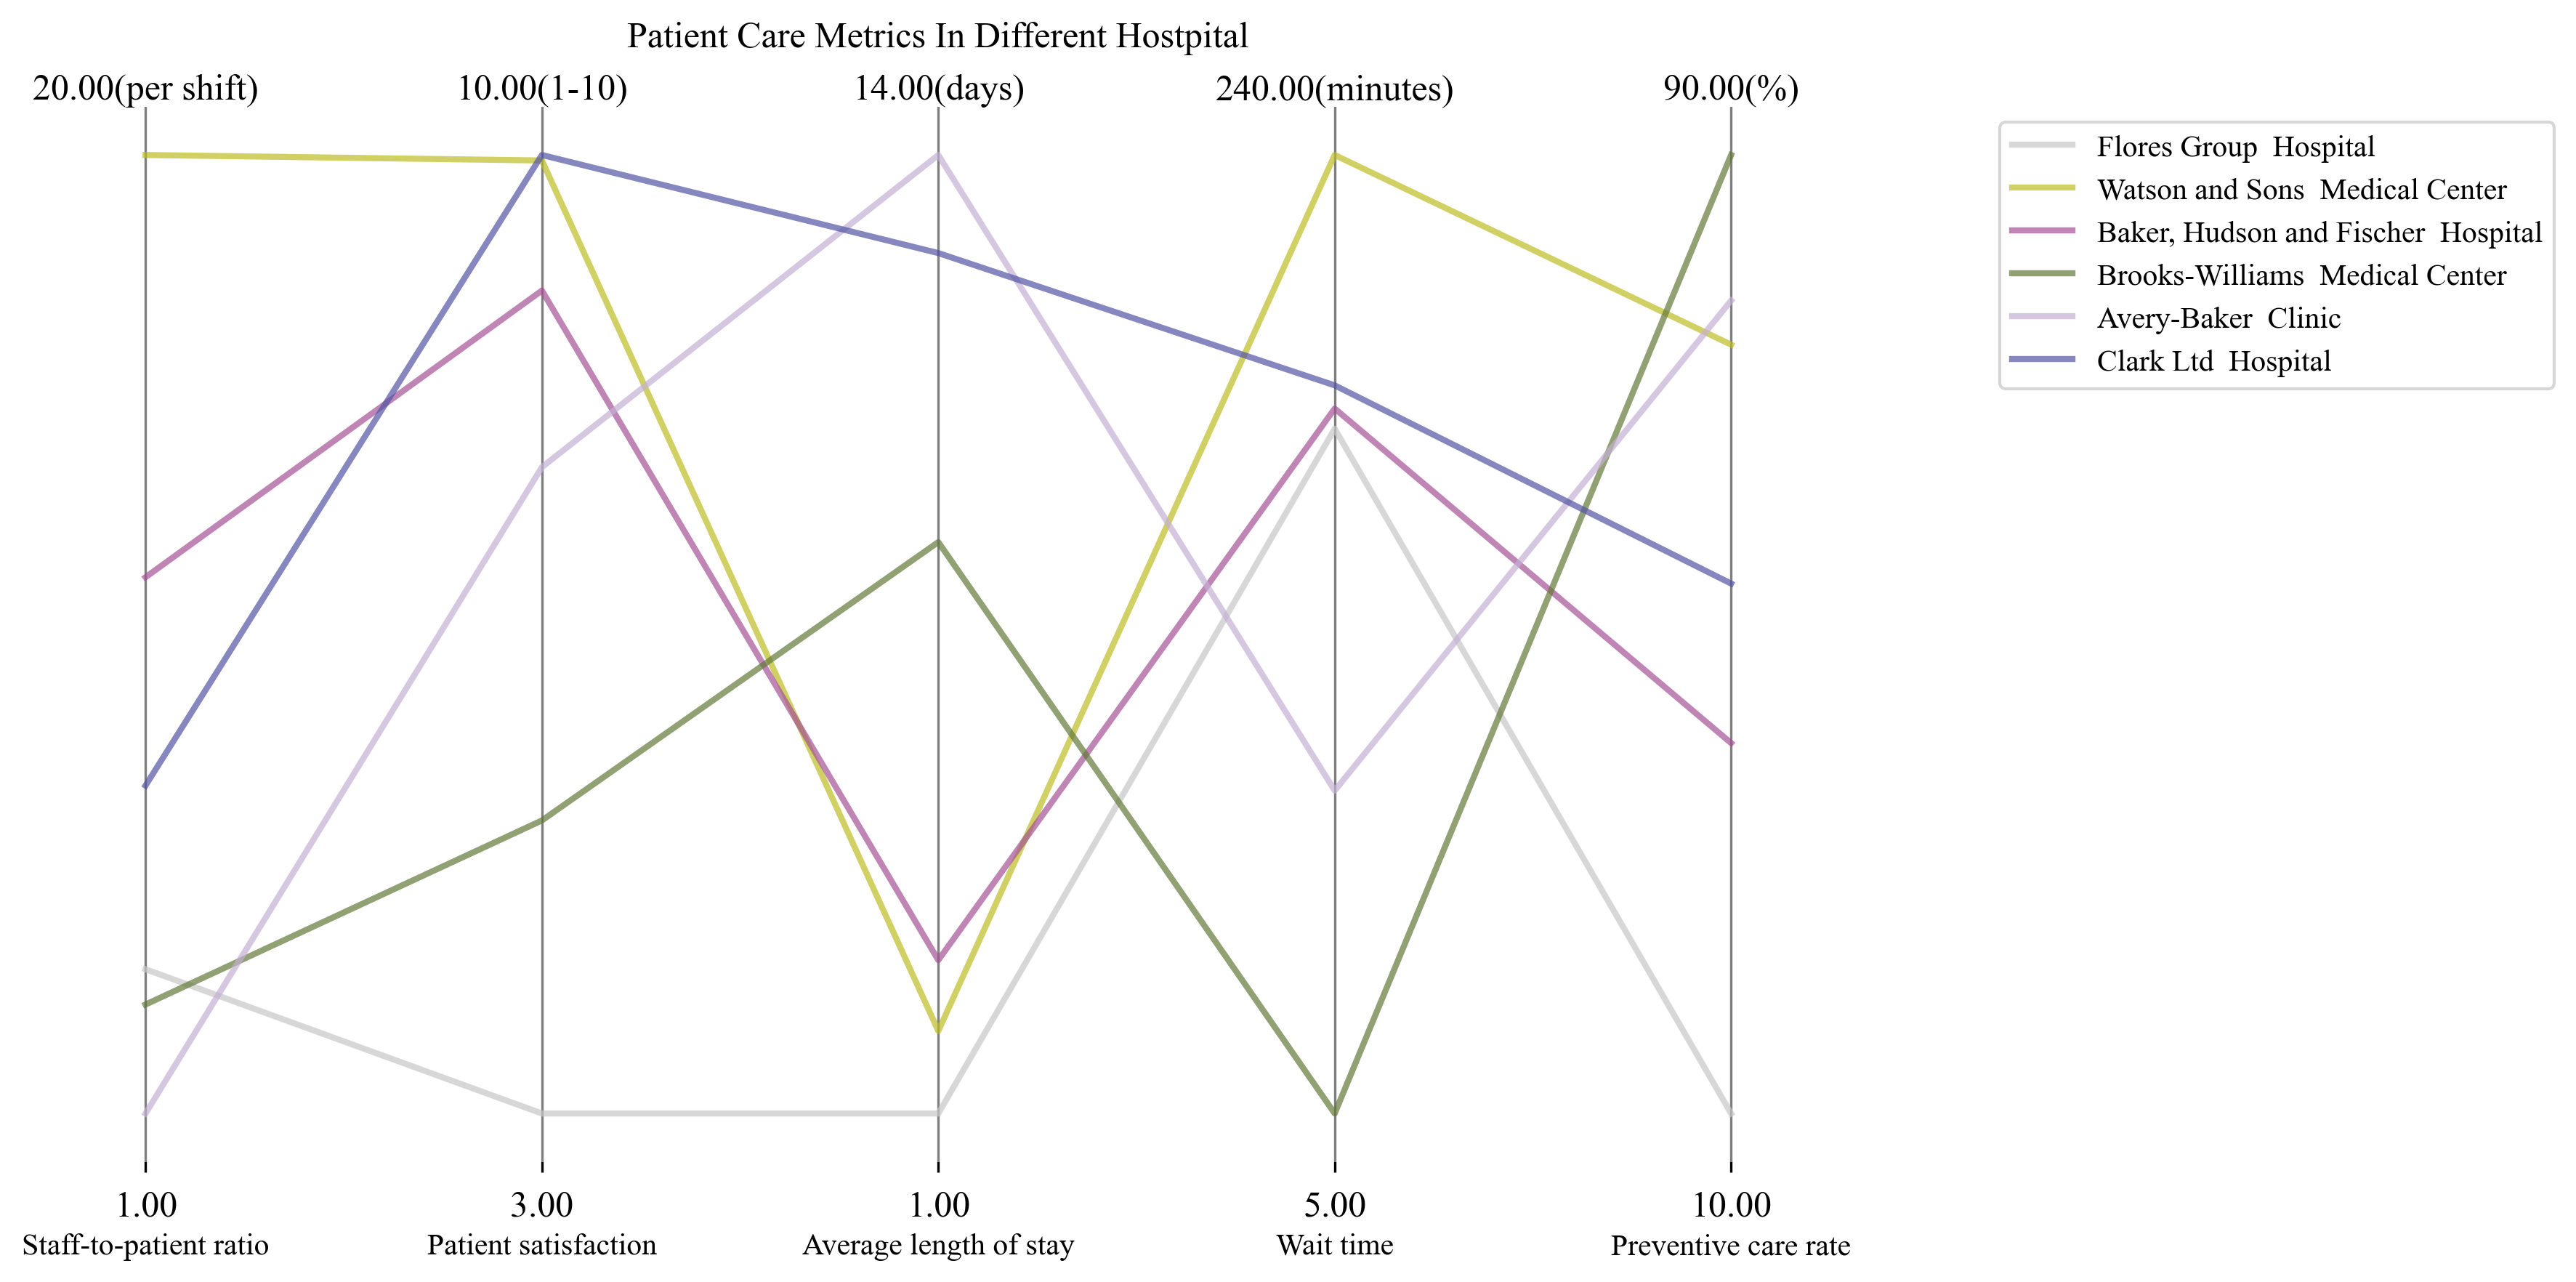 Patient Care Metrics In Different Hostpital
20.00(per shift)
10.00(1-10)
14.00(days)
240.00(minutes)
90.00(%)
Flores Group  Hospital
Watson and Sons  Medical Center
Baker, Hudson and Fischer  Hospital
Brooks-Williams  Medical Center
Avery-Baker  Clinic
Clark Ltd  Hospital
1.00
3.00
1.00
5.00
10.00
Staff-to-patient ratio
Patient satisfaction
Average length of stay
Wait time
Preventive care rate